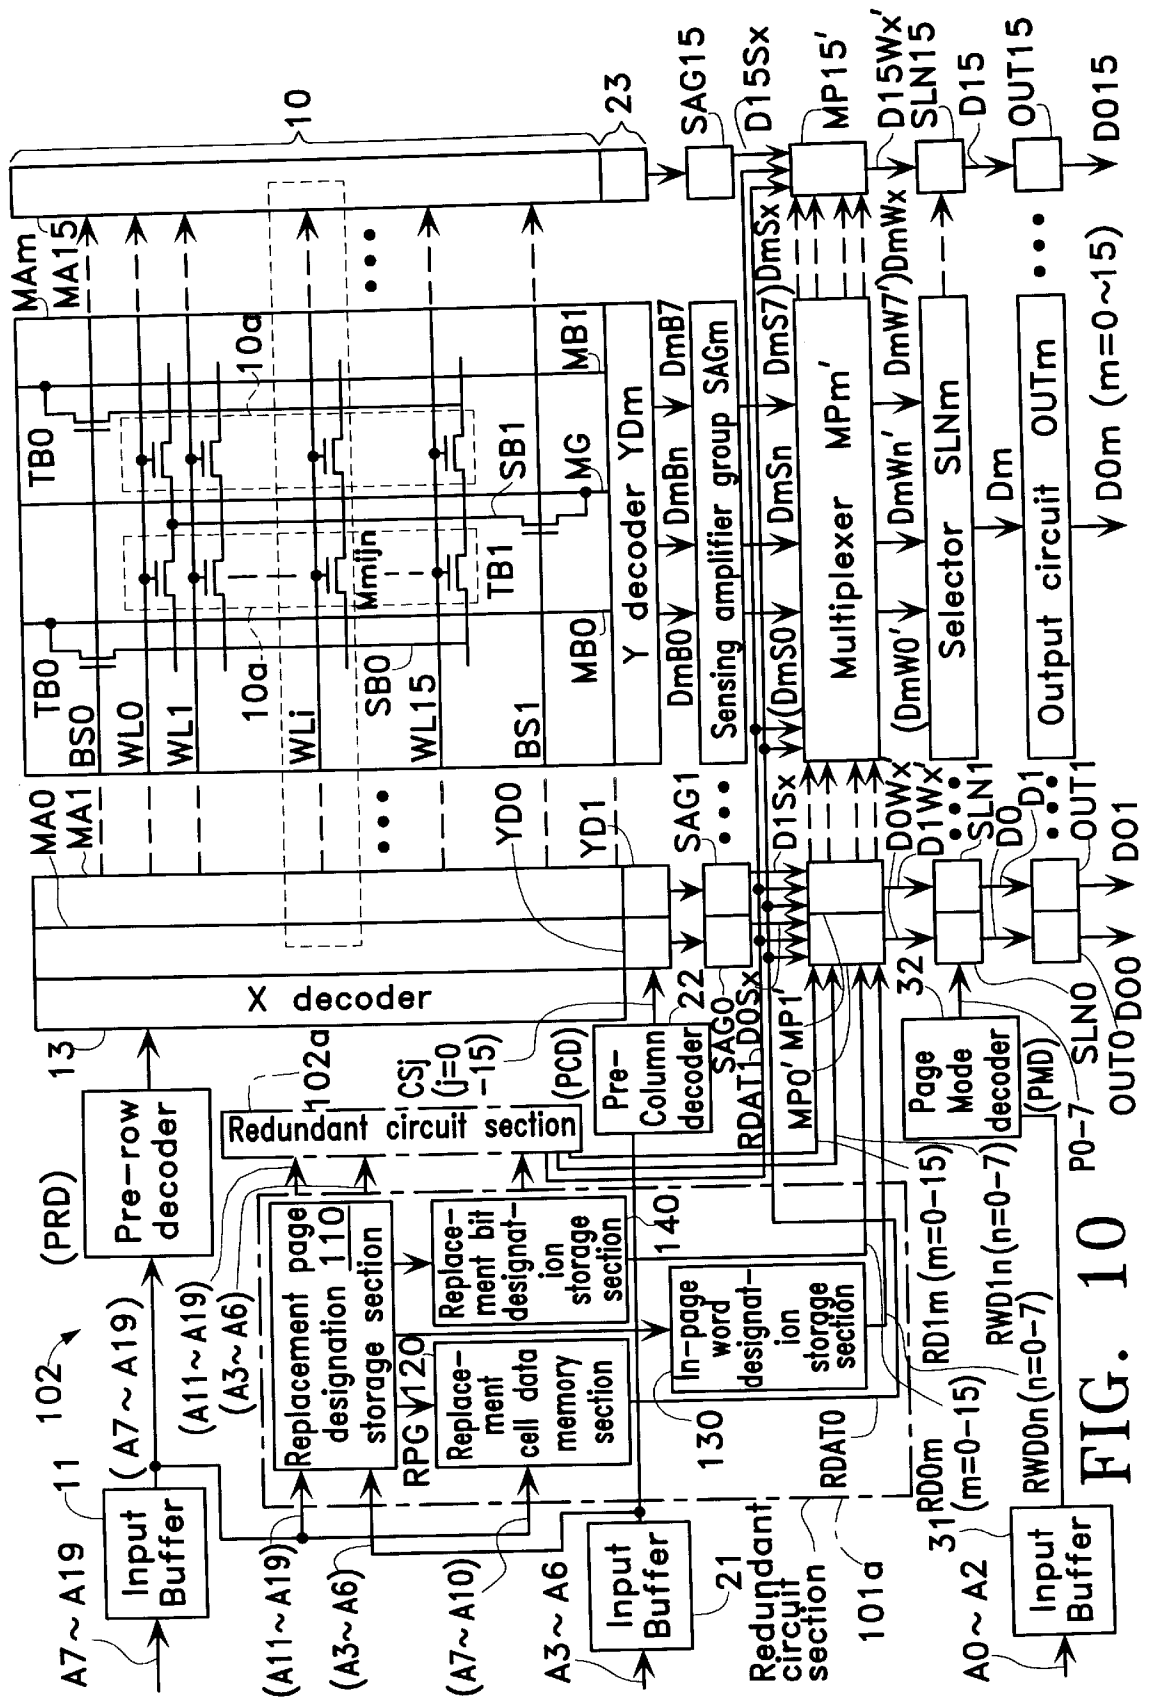 102
A7~A19
Input
Buffer
11
(A7~A19)
(PRD)
Pre-row
decoder
13
X decoder
MA0
MA1
MAm
MA15
10
23
TB0
TB0
BS0
WL0
WL1
WLi
WL15
BS1
10a
10a
Mmijn
SB0
TB1
SB1
MG
MB0
MB1
YD0
YD1
Y decoder YDm
(A11~A19)
(A3~A6)
102a
Redundant circuit section
CSj
(j=0
-15)
(PCD)
Pre-
Column
decoder
22
(A11~A19)
(A3~A6)
(A7~A10)
Replacement page
designation 110
storage section
RPG
120
Replace-
ment
cell data
memory
section
Replace-
ment bit
designat-
ion
storage
section
140
In-page
word
designat-
ion
storage
section
130
A3~A6
Input
Buffer
21
Redundant
circuit
section
101a
RDAT0
RDAT1
DmB0
DmBn
DmB7
Sensing amplifier group SAGm
SAG0
SAG1
SAG15
D0Sx
D1Sx
D15Sx
(DmS0
DmSn
DmS7)
DmSx
MP0'
MP1'
Multiplexer MPm'
MP15'
(DmW0'
DmWn'
DmW7')
DmWx
D0Wx'
D1Wx'
D15Wx'
32
Page
Mode
decoder
(PMD)
P0-7
SLN0
SLN1
Selector SLNm
SLN15
D0
D1
Dm
D15
OUT0
OUT1
Output circuit OUTm
OUT15
DO0
DO1
DOm (m=0~15)
DO15
RD0m
(m=0-15)
RD1m (m=0-15)
RWD1n(n=0-7)
RWD0n(n=0-7)
A0~A2
Input
Buffer
31
FIG. 10